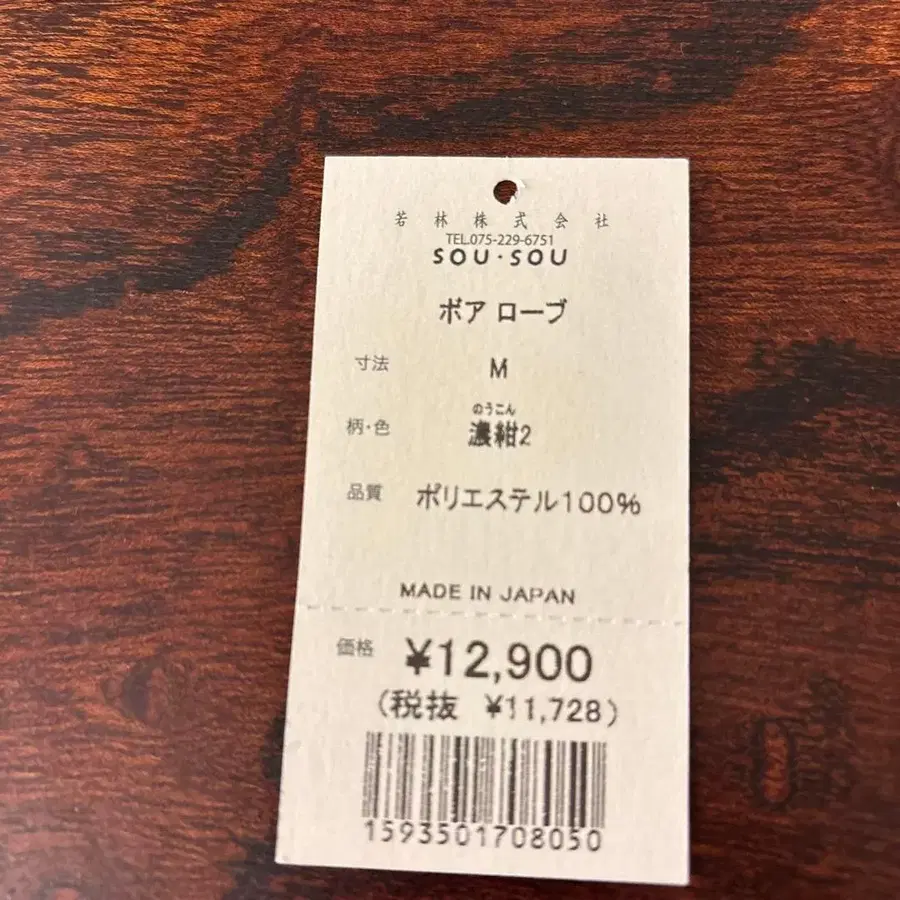 若林株式会社
TEL.075-229-6751
SOU・SOU
ボア ローブ
寸法 M
のうこん
柄・色 濃紺2
品質 ポリエステル100%
MADE IN JAPAN
価格 ¥12,900
(税抜 ¥11,728)
1593501708050